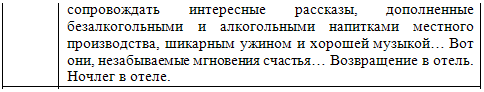 сопровождать интересные рассказы, дополненные
безалкогольными и алкогольными напитками местного
производства, шикарным ужином и хорошей музыкой… Вот
они, незабываемые мгновения счастья… Возвращение в отель.
Ночлег в отеле.